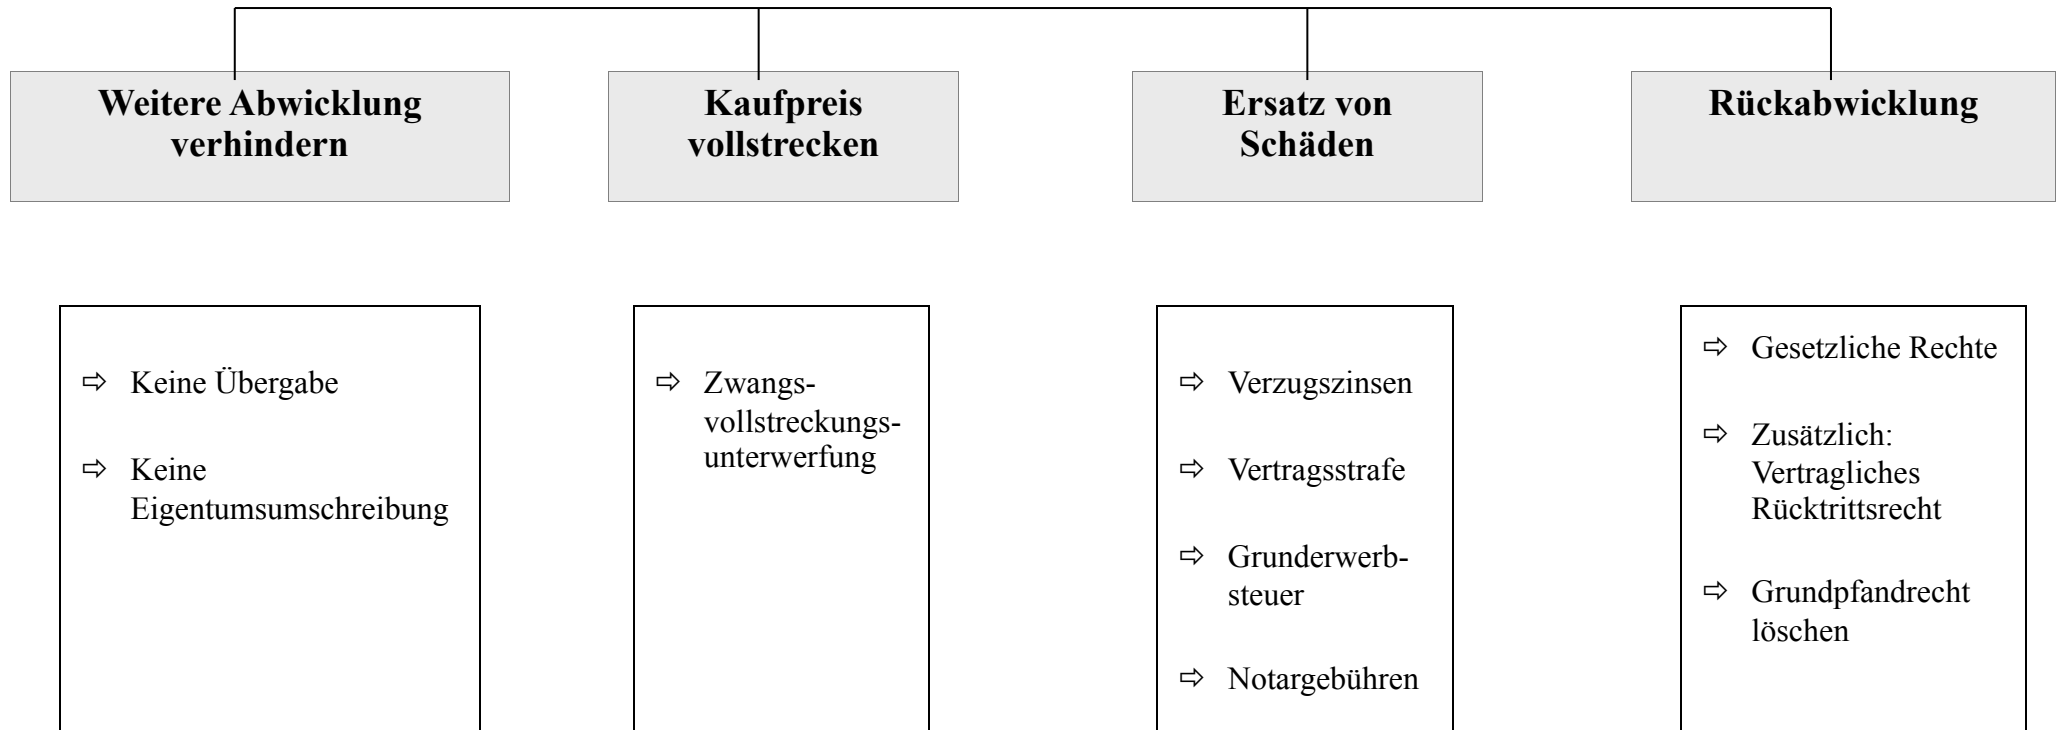 Weitere Abwicklung
verhindern
Kaufpreis
vollstrecken
Ersatz von
Schäden
Rückabwicklung
⇨ Keine Übergabe
⇨ Keine
Eigentumsumschreibung
⇨ Zwangs-
vollstreckungs-
unterwerfung
⇨ Verzugszinsen
⇨ Vertragsstrafe
⇨ Grunderwerb-
steuer
⇨ Notargebühren
⇨ Gesetzliche Rechte
⇨ Zusätzlich:
Vertragliches
Rücktrittsrecht
⇨ Grundpfandrecht
löschen